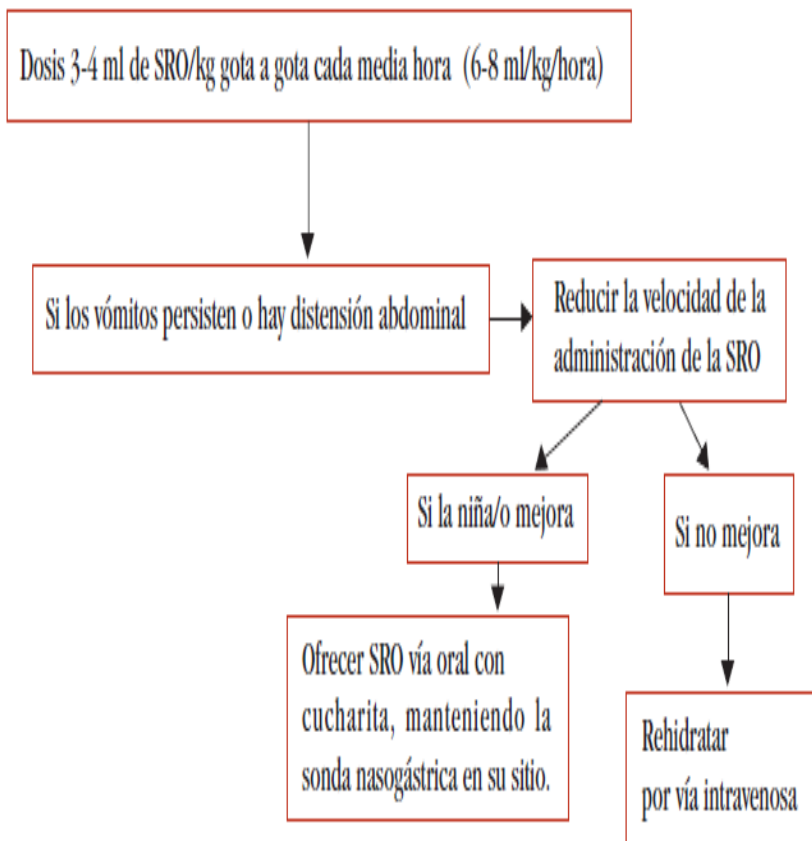 Dosis 3-4 ml de SRO/kg gota a gota cada media hora (6-8 ml/kg/hora)
Si los vómitos persisten o hay distensión abdominal
Reducir la velocidad de la
administración de la SRO
Si la niña/o mejora
Si no mejora
Ofrecer SRO vía oral con
cucharita, manteniendo la
sonda nasogástrica en su sitio.
Rehidratar
por vía intravenosa